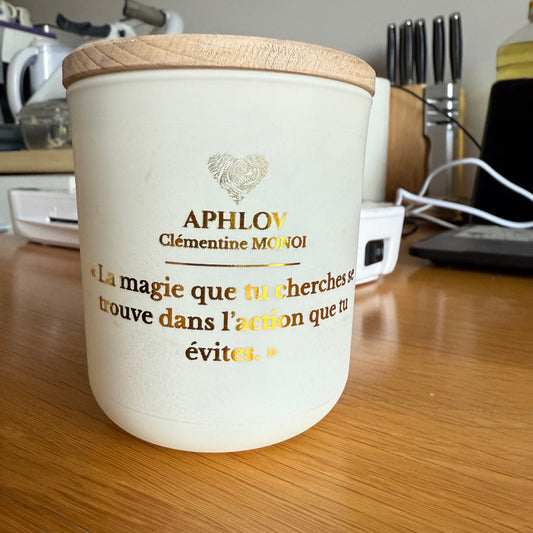 APHLOV
Clémentine MONOI
« La magie que tu cherches se
trouve dans l'action que tu
évites. »